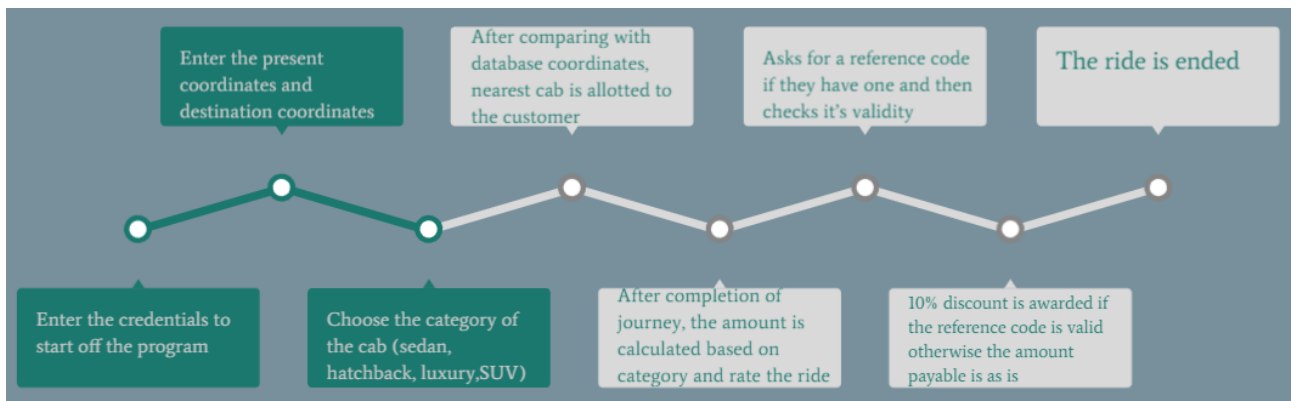 Enter the credentials to
start off the program
Enter the present
coordinates and
destination coordinates
Choose the category of
the cab (sedan,
hatchback, luxury,SUV)
After comparing with
database coordinates,
nearest cab is allotted to
the customer
After completion of
journey, the amount is
calculated based on
category and rate the ride
Asks for a reference code
if they have one and then
checks it's validity
10% discount is awarded if
the reference code is valid
otherwise the amount
payable is as is
The ride is ended